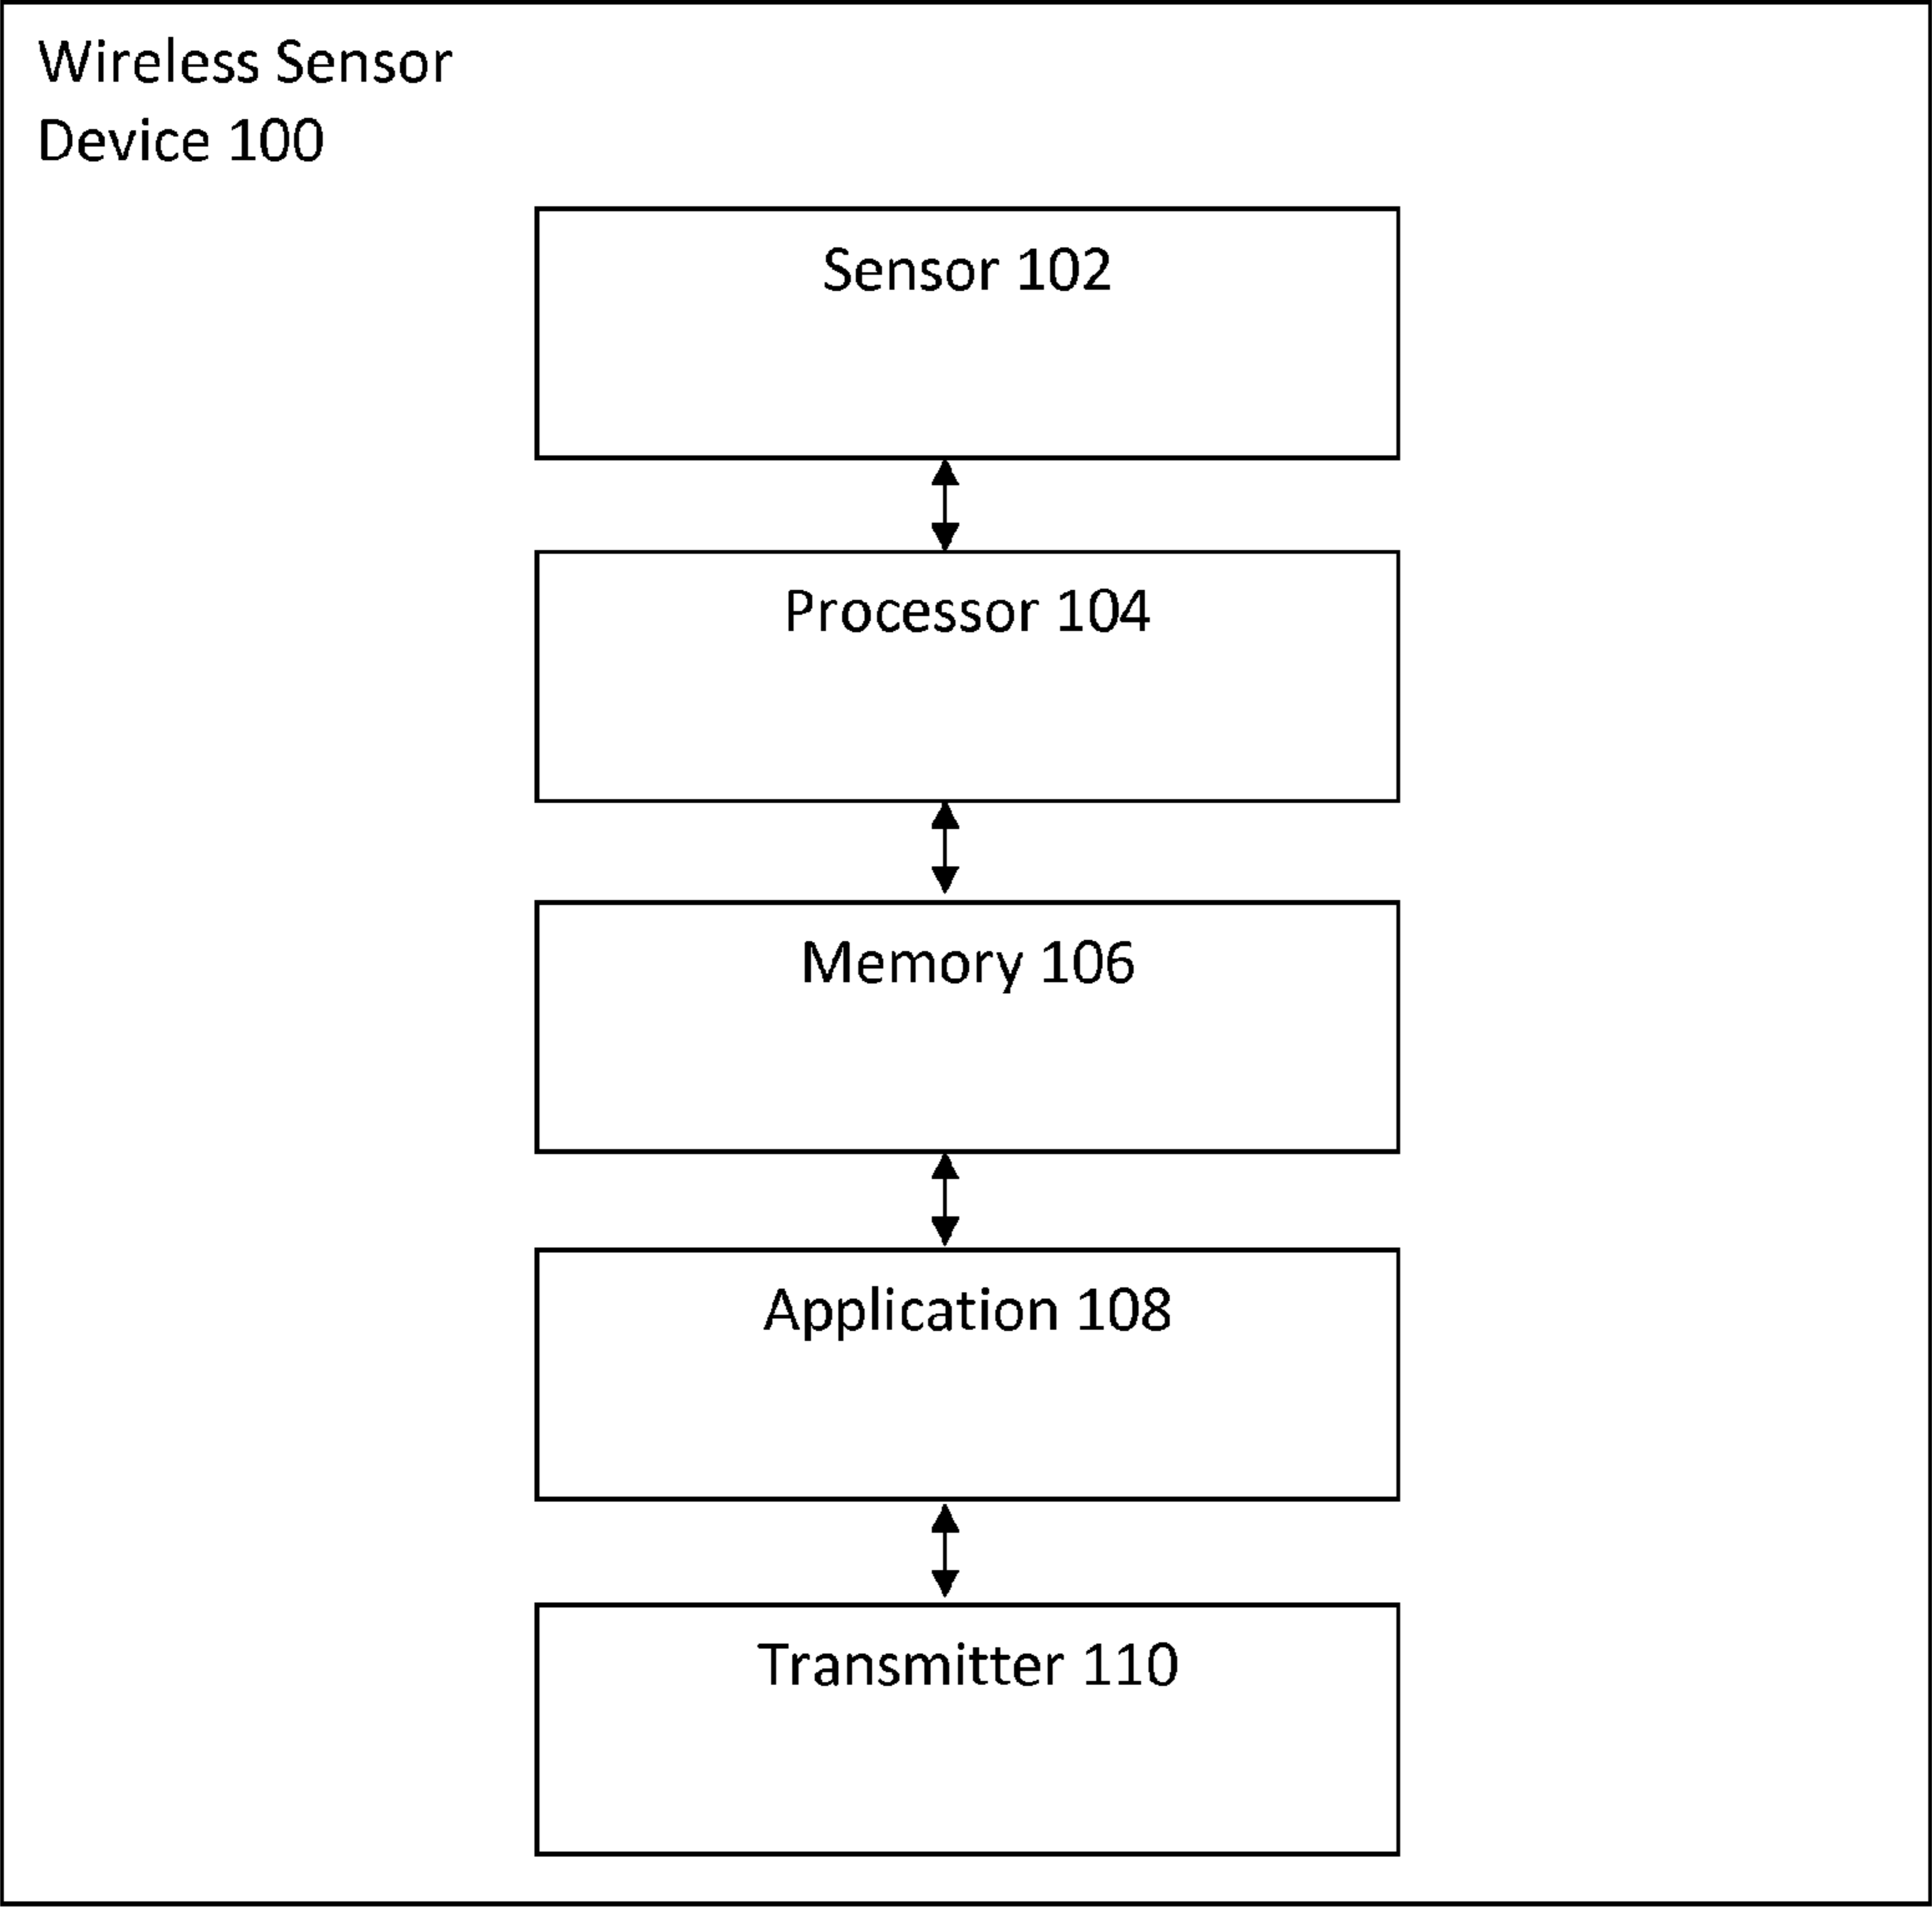 Wireless Sensor
Device 100
Sensor 102
Processor 104
Memory 106
Application 108
Transmitter 110